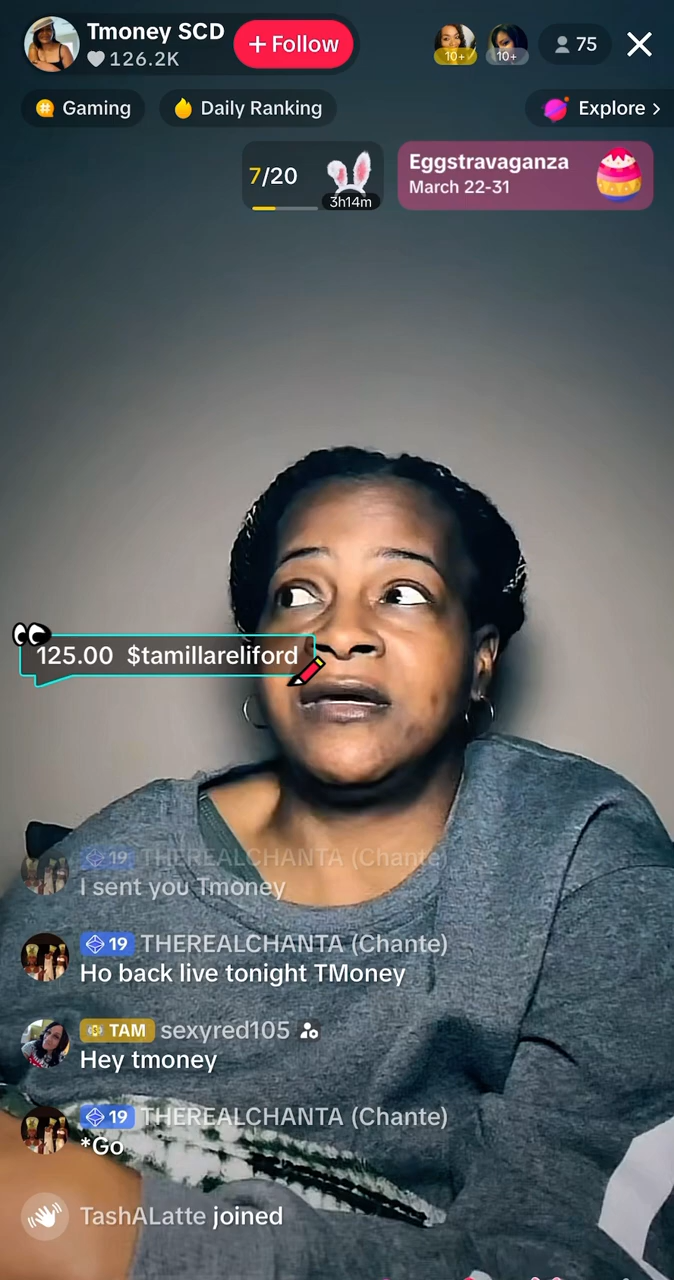 Tmoney SCD
126.2K
+ Follow
10+
10+
75
Gaming
Daily Ranking
Explore >
7/20
3h14m
Eggstravaganza
March 22-31
125.00 $tamillareliford
19 THEREALCHANTA (Chante)
I sent you Tmoney
19 THEREALCHANTA (Chante)
Ho back live tonight TMoney
TAM sexyred105
Hey tmoney
19 THEREALCHANTA (Chante)
*Go
TashALatte joined